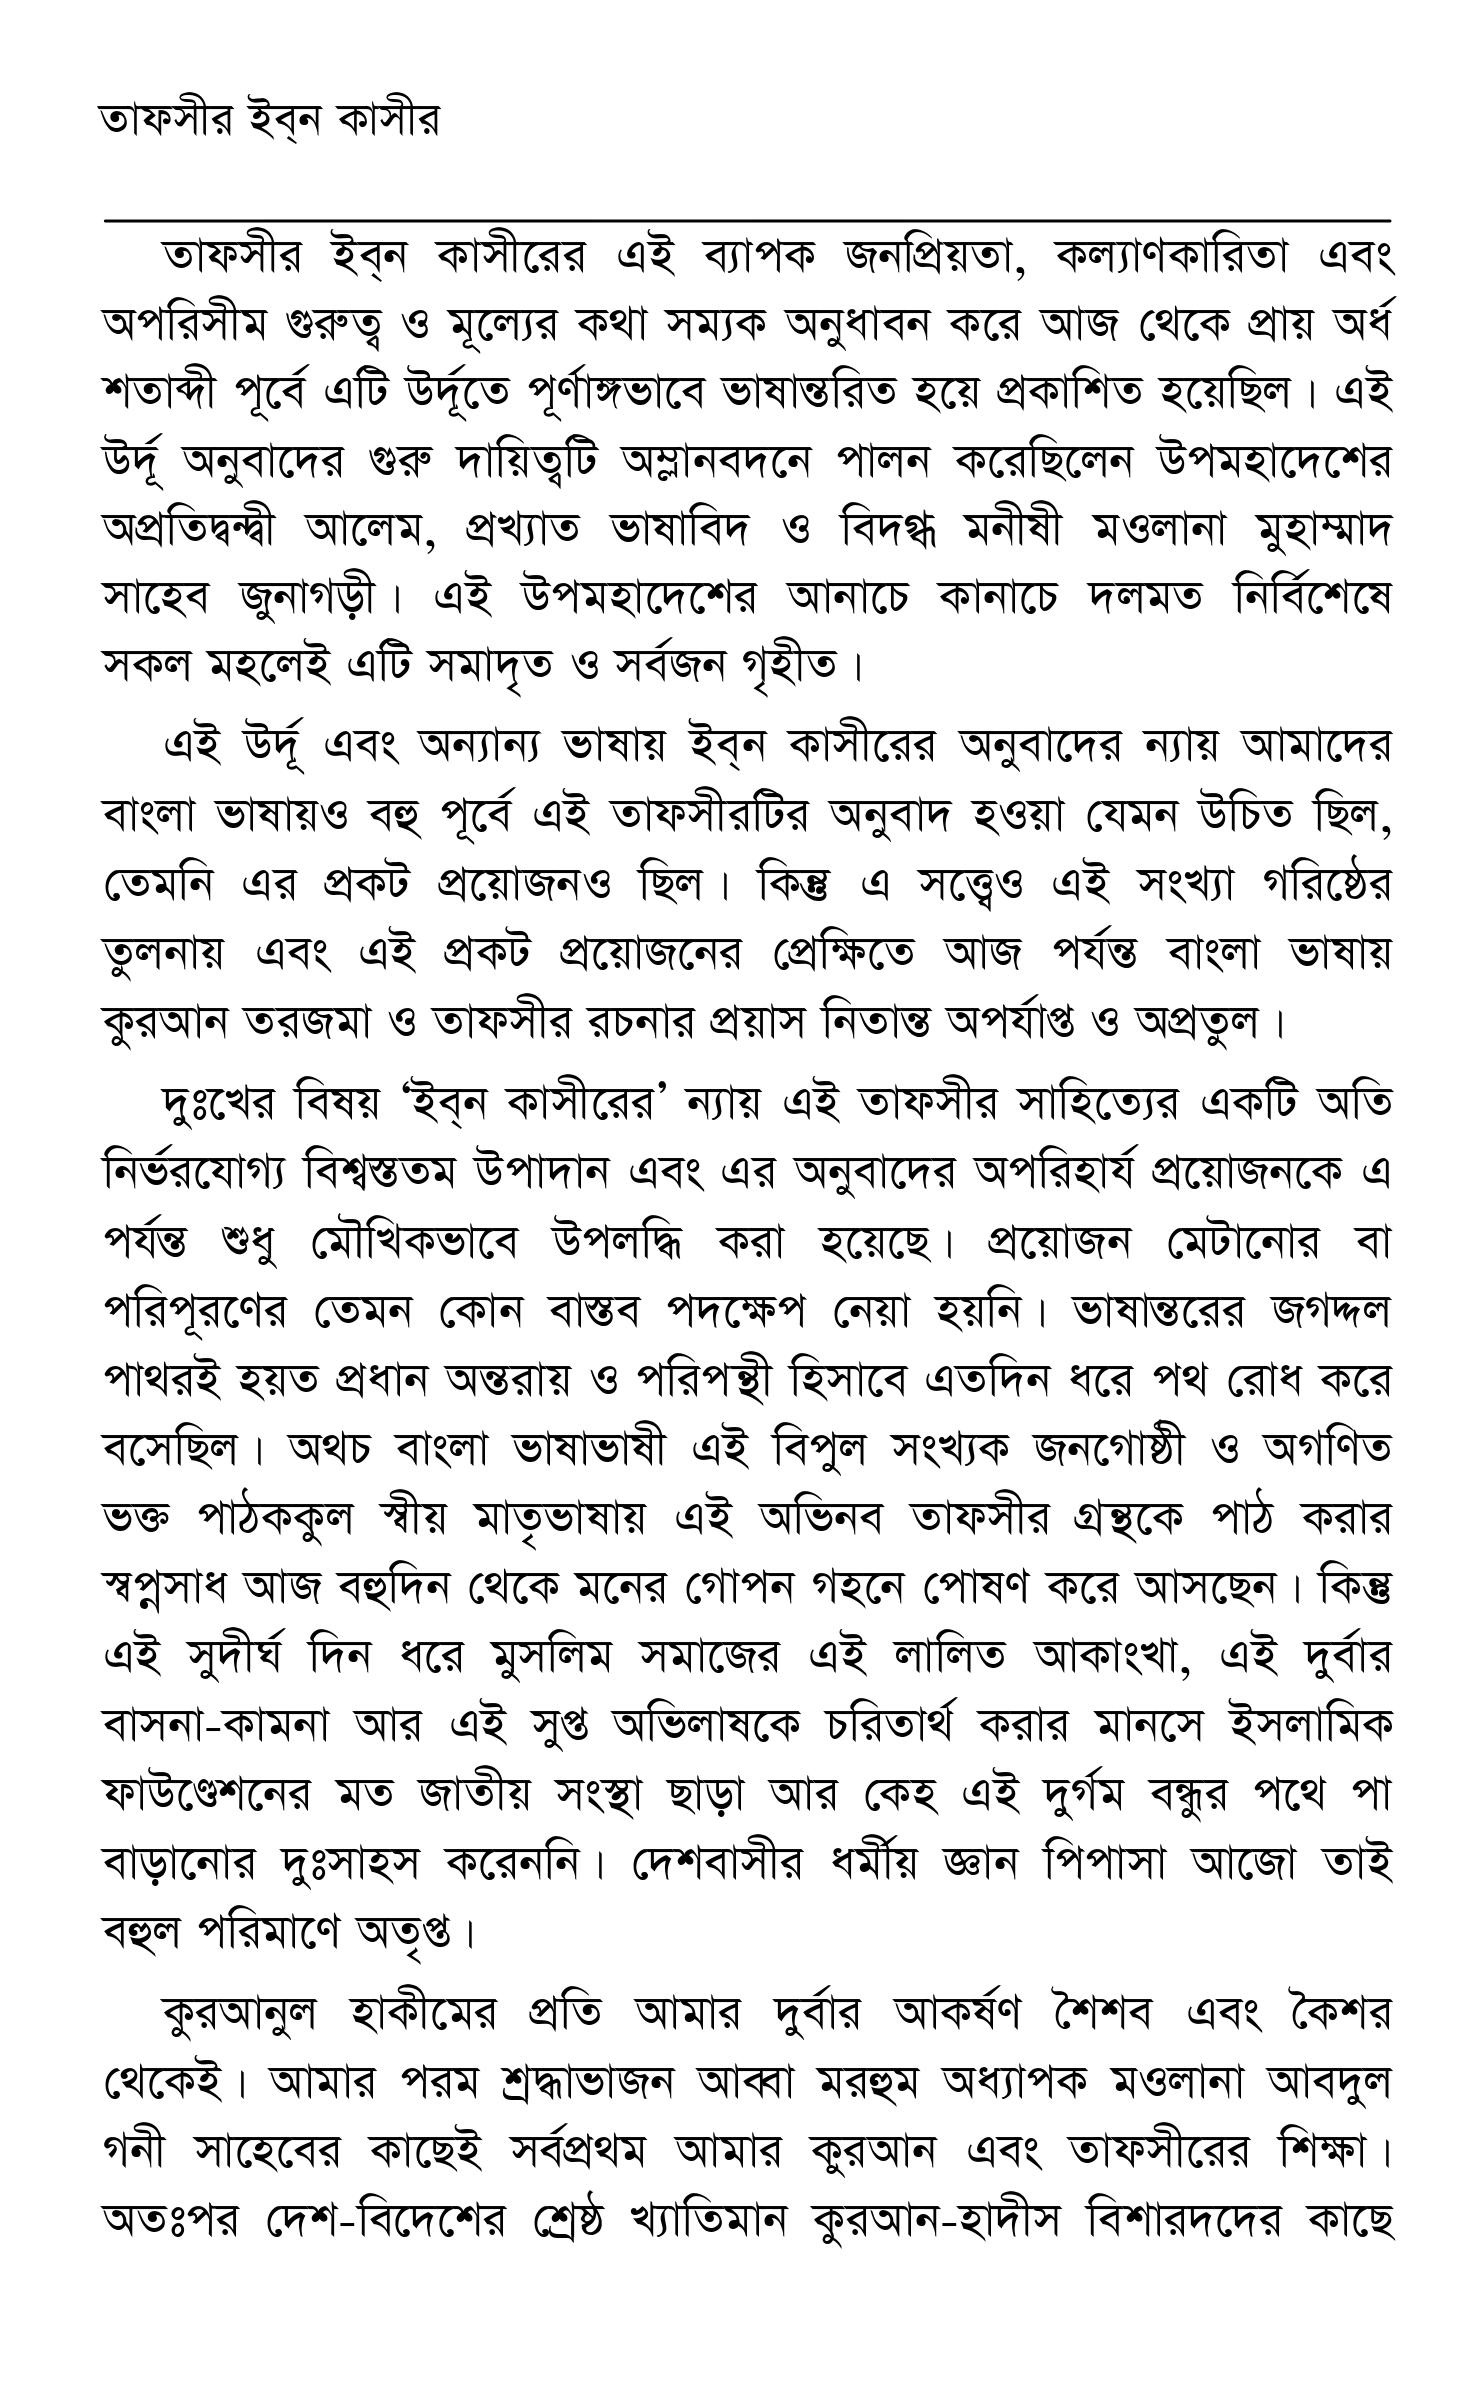 তাফসীর ইব্‌ন কাসীর
তাফসীর ইব্‌ন কাসীরের এই ব্যাপক জনপ্রিয়তা, কল্যাণকারিতা এবং
অপরিসীম গুরুত্ব ও মূল্যের কথা সম্যক অনুধাবন করে আজ থেকে প্রায় অর্ধ
শতাব্দী পূর্বে এটি উর্দূতে পূর্ণাঙ্গভাবে ভাষান্তরিত হয়ে প্রকাশিত হয়েছিল। এই
উর্দূ অনুবাদের গুরু দায়িত্বটি অম্লানবদনে পালন করেছিলেন উপমহাদেশের
অপ্রতিদ্বন্দ্বী আলেম, প্রখ্যাত ভাষাবিদ ও বিদগ্ধ মনীষী মওলানা মুহাম্মাদ
সাহেব জুনাগড়ী। এই উপমহাদেশের আনাচে কানাচে দলমত নির্বিশেষে
সকল মহলেই এটি সমাদৃত ও সর্বজন গৃহীত।
এই উর্দূ এবং অন্যান্য ভাষায় ইব্‌ন কাসীরের অনুবাদের ন্যায় আমাদের
বাংলা ভাষায়ও বহু পূর্বে এই তাফসীরটির অনুবাদ হওয়া যেমন উচিত ছিল,
তেমনি এর প্রকট প্রয়োজনও ছিল। কিন্তু এ সত্ত্বেও এই সংখ্যা গরিষ্ঠের
তুলনায় এবং এই প্রকট প্রয়োজনের প্রেক্ষিতে আজ পর্যন্ত বাংলা ভাষায়
কুরআন তরজমা ও তাফসীর রচনার প্রয়াস নিতান্ত অপর্যাপ্ত ও অপ্রতুল।
দুঃখের বিষয় ‘ইব্‌ন কাসীরের’ ন্যায় এই তাফসীর সাহিত্যের একটি অতি
নির্ভরযোগ্য বিশ্বস্ততম উপাদান এবং এর অনুবাদের অপরিহার্য প্রয়োজনকে এ
পর্যন্ত শুধু মৌখিকভাবে উপলদ্ধি করা হয়েছে। প্রয়োজন মেটানোর বা
পরিপূরণের তেমন কোন বাস্তব পদক্ষেপ নেয়া হয়নি। ভাষান্তরের জগদ্দল
পাথরই হয়ত প্রধান অন্তরায় ও পরিপন্থী হিসাবে এতদিন ধরে পথ রোধ করে
বসেছিল। অথচ বাংলা ভাষাভাষী এই বিপুল সংখ্যক জনগোষ্ঠী ও অগণিত
ভক্ত পাঠককুল স্বীয় মাতৃভাষায় এই অভিনব তাফসীর গ্রন্থকে পাঠ করার
স্বপ্নসাধ আজ বহুদিন থেকে মনের গোপন গহনে পোষণ করে আসছেন। কিন্তু
এই সুদীর্ঘ দিন ধরে মুসলিম সমাজের এই লালিত আকাংখা, এই দুর্বার
বাসনা-কামনা আর এই সুপ্ত অভিলাষকে চরিতার্থ করার মানসে ইসলামিক
ফাউণ্ডেশনের মত জাতীয় সংস্থা ছাড়া আর কেহ এই দুর্গম বন্ধুর পথে পা
বাড়ানোর দুঃসাহস করেননি। দেশবাসীর ধর্মীয় জ্ঞান পিপাসা আজো তাই
বহুল পরিমাণে অতৃপ্ত।
কুরআনুল হাকীমের প্রতি আমার দুর্বার আকর্ষণ শৈশব এবং কৈশর
থেকেই। আমার পরম শ্রদ্ধাভাজন আব্বা মরহুম অধ্যাপক মওলানা আবদুল
গনী সাহেবের কাছেই সর্বপ্রথম আমার কুরআন এবং তাফসীরের শিক্ষা।
অতঃপর দেশ-বিদেশের শ্রেষ্ঠ খ্যাতিমান কুরআন-হাদীস বিশারদদের কাছে